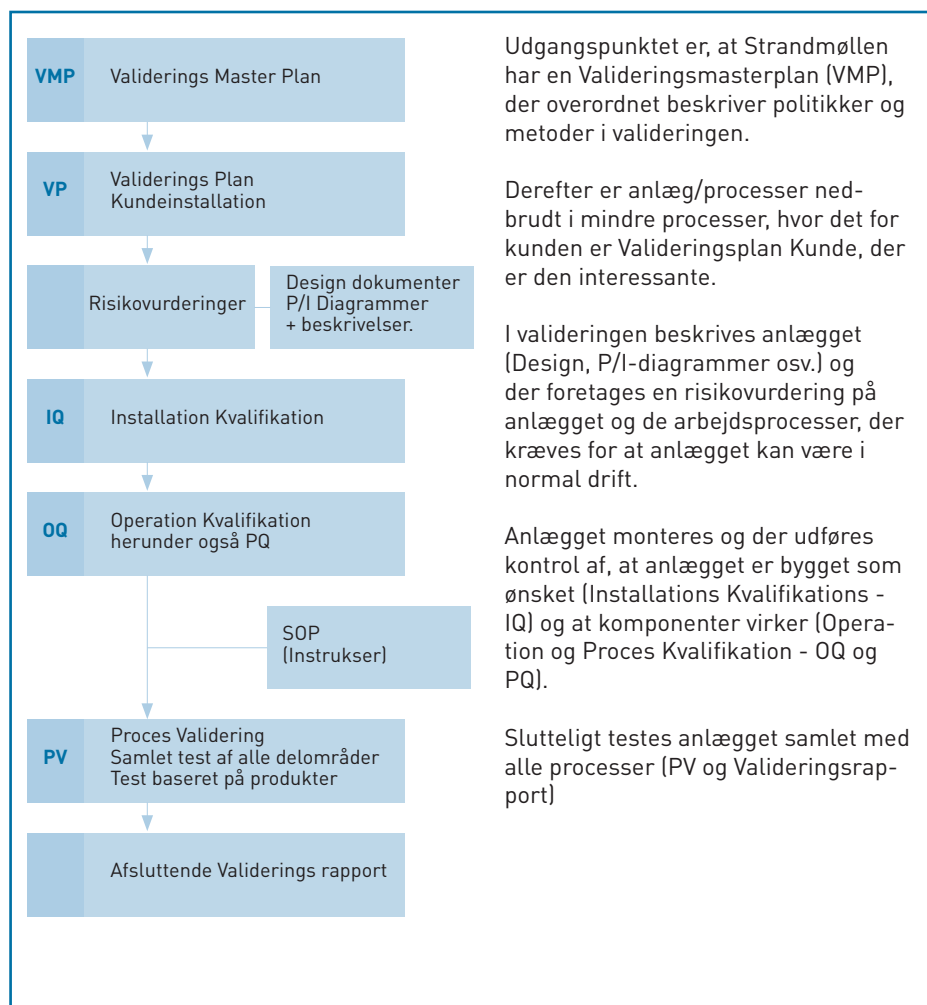 VMP
Validerings Master Plan
VP
Validerings Plan
Kundeinstallation
Risikovurderinger
Design dokumenter
P/I Diagrammer
+ beskrivelser.
IQ
Installation Kvalifikation
OQ
Operation Kvalifikation
herunder også PQ
SOP
(Instrukser)
PV
Proces Validering
Samlet test af alle delområder
Test baseret på produkter
Afsluttende Validerings rapport
Udgangspunktet er, at Strandmøllen
har en Valideringsmasterplan (VMP),
der overordnet beskriver politikker og
metoder i valideringen.
Derefter er anlæg/processer ned-
brudt i mindre processer, hvor det for
kunden er Valideringsplan Kunde, der
er den interessante.
I valideringen beskrives anlægget
(Design, P/I-diagrammer osv.) og
der foretages en risikovurdering på
anlægget og de arbejdsprocesser, der
kræves for at anlægget kan være i
normal drift.
Anlægget monteres og der udføres
kontrol af, at anlægget er bygget som
ønsket (Installations Kvalifikations -
IQ) og at komponenter virker (Opera-
tion og Proces Kvalifikation - OQ og
PQ).
Slutteligt testes anlægget samlet med
alle processer (PV og Valideringsrap-
port)